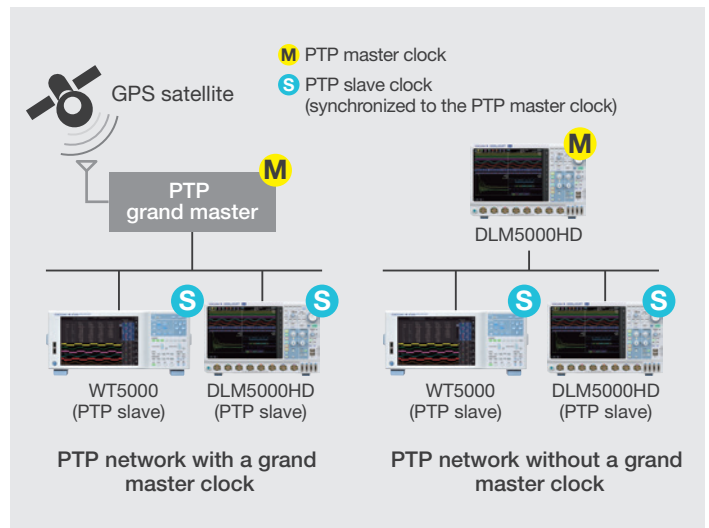 M PTP master clock
S PTP slave clock
(synchronized to the PTP master clock)
GPS satellite
M
PTP
grand master
M
DLM5000HD
S
S
WT5000
(PTP slave)
DLM5000HD
(PTP slave)
S
S
WT5000
(PTP slave)
DLM5000HD
(PTP slave)
PTP network with a grand
master clock
PTP network without a grand
master clock